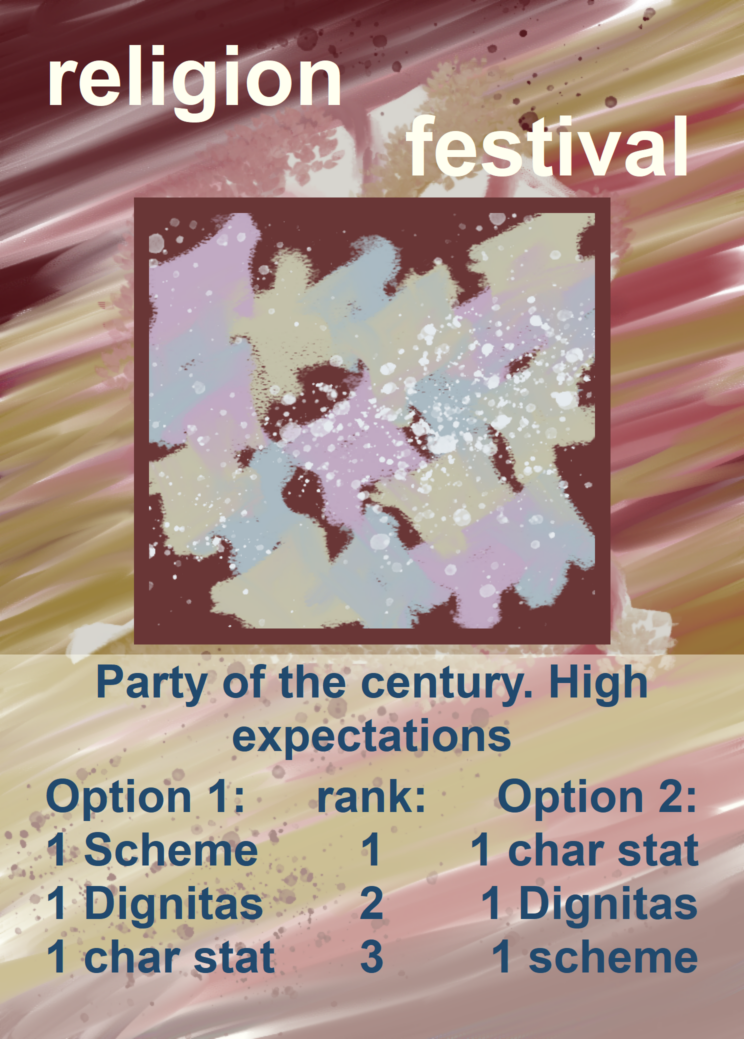 religion
festival
Party of the century. High
expectations
Option 1: rank: Option 2:
1 Scheme 1 1 char stat
1 Dignitas 2 1 Dignitas
1 char stat 3 1 scheme